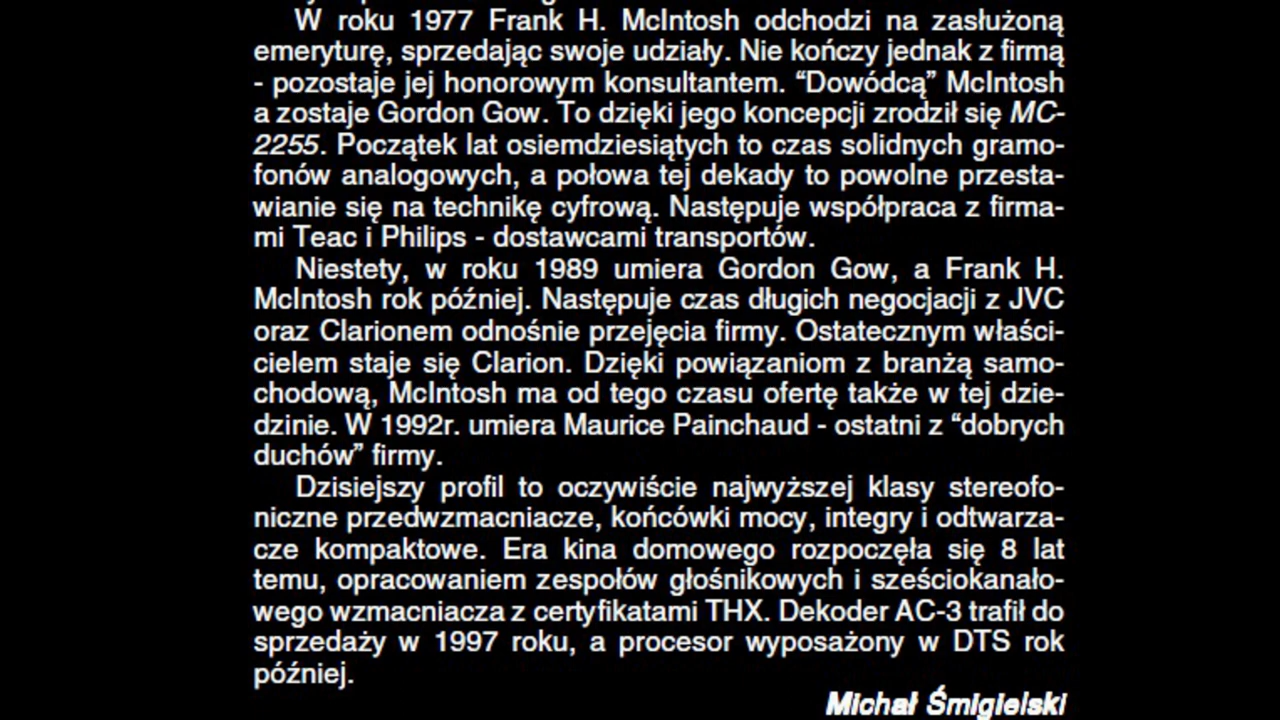 W roku 1977 Frank H. McIntosh odchodzi na zasłużoną
emeryturę, sprzedając swoje udziały. Nie kończy jednak z firmą
- pozostaje jej honorowym konsultantem. “Dowódcą” McIntosh
a zostaje Gordon Gow. To dzięki jego koncepcji zrodził się MC-
2255. Początek lat osiemdziesiątych to czas solidnych gramo-
fonów analogowych, a połowa tej dekady to powolne przesta-
wianie się na technikę cyfrową. Następuje współpraca z firma-
mi Teac i Philips - dostawcami transportów.
Niestety, w roku 1989 umiera Gordon Gow, a Frank H.
McIntosh rok później. Następuje czas długich negocjacji z JVC
oraz Clarionem odnośnie przejęcia firmy. Ostatecznym właści-
cielem staje się Clarion. Dzięki powiązaniom z branżą samo-
chodową, McIntosh ma od tego czasu ofertę także w tej dzie-
dzinie. W 1992r. umiera Maurice Painchaud - ostatni z “dobrych
duchów” firmy.
Dzisiejszy profil to oczywiście najwyższej klasy stereofo-
niczne przedwzmacniacze, końcówki mocy, integry i odtwarza-
cze kompaktowe. Era kina domowego rozpoczęła się 8 lat
temu, opracowaniem zespołów głośnikowych i sześciokanało-
wego wzmacniacza z certyfikatami THX. Dekoder AC-3 trafił do
sprzedaży w 1997 roku, a procesor wyposażony w DTS rok
później.
Michał Śmigielski